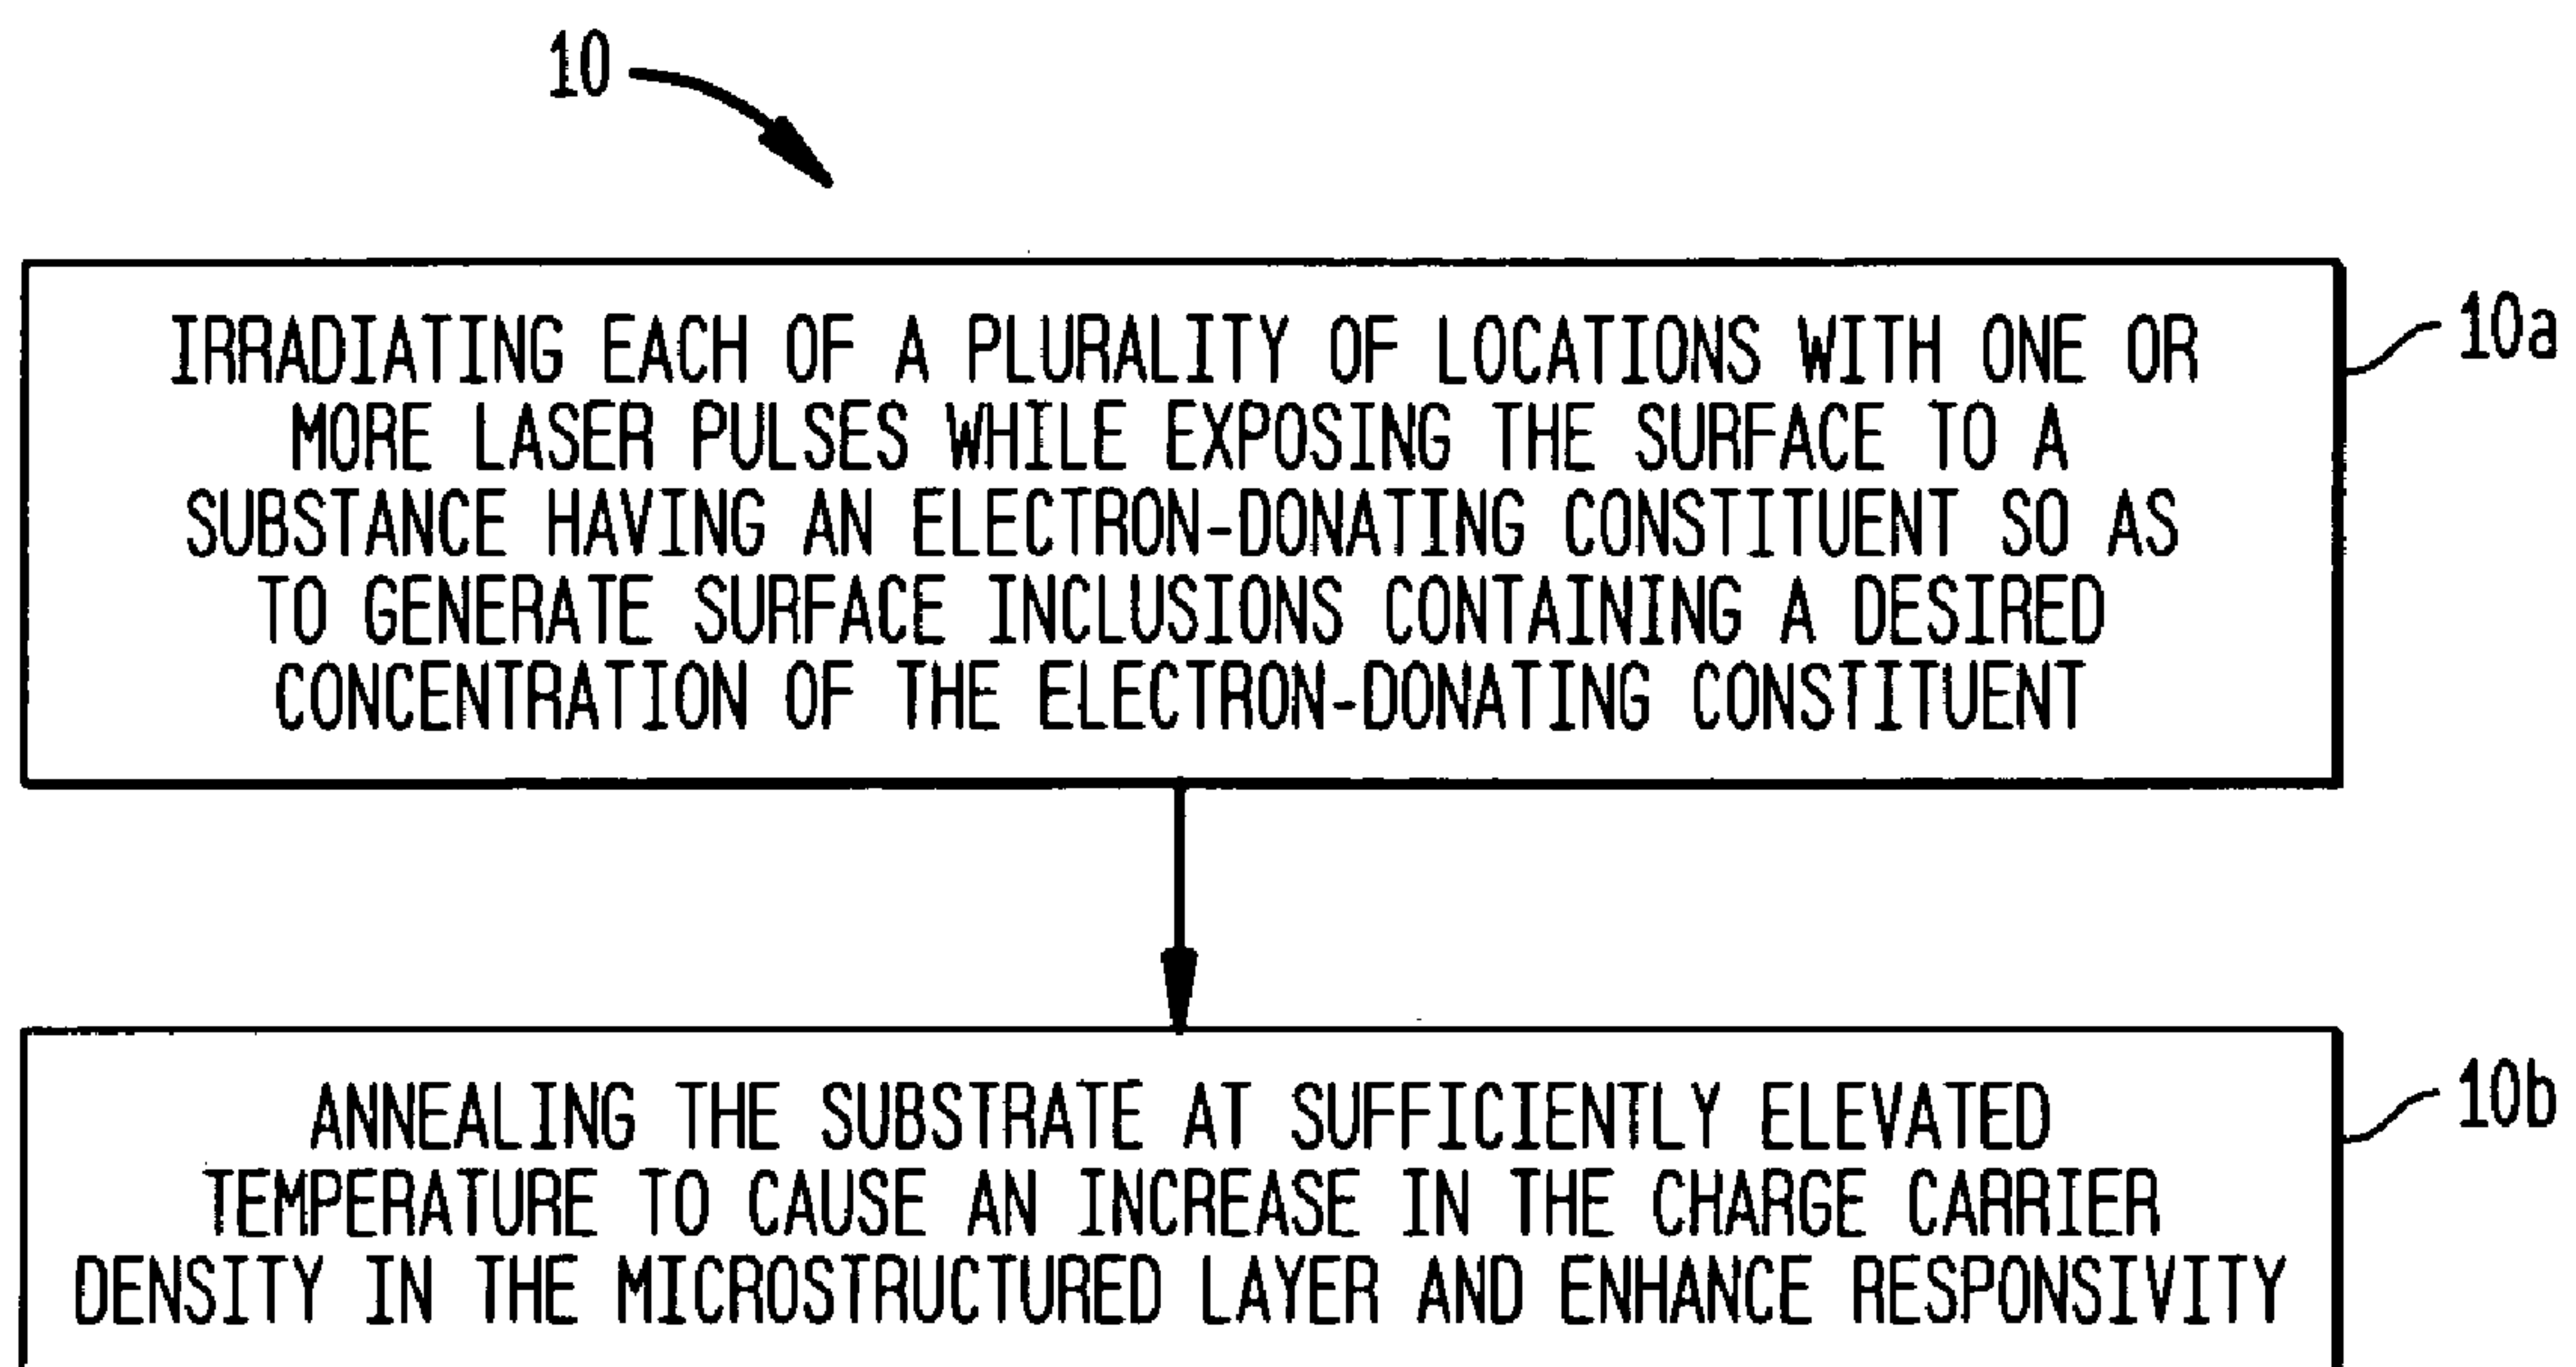 10
IRRADIATING EACH OF A PLURALITY OF LOCATIONS WITH ONE OR
MORE LASER PULSES WHILE EXPOSING THE SURFACE TO A
SUBSTANCE HAVING AN ELECTRON-DONATING CONSTITUENT SO AS
TO GENERATE SURFACE INCLUSIONS CONTAINING A DESIRED
CONCENTRATION OF THE ELECTRON-DONATING CONSTITUENT
10a
ANNEALING THE SUBSTRATE AT SUFFICIENTLY ELEVATED
TEMPERATURE TO CAUSE AN INCREASE IN THE CHARGE CARRIER
DENSITY IN THE MICROSTRUCTURED LAYER AND ENHANCE RESPONSIVITY
10b